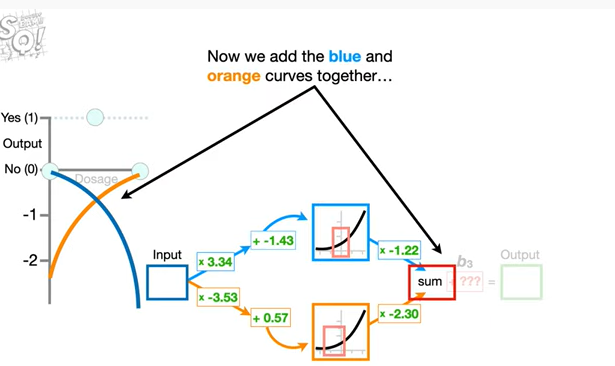 SQ!
Now we add the blue and
orange curves together...
Yes (1)
Output
No (0)
Dosage
-1
-2
Input
x 3.34
+ -1.43
x -1.22
x -3.53
+ 0.57
x -2.30
sum
b3
???
=
Output